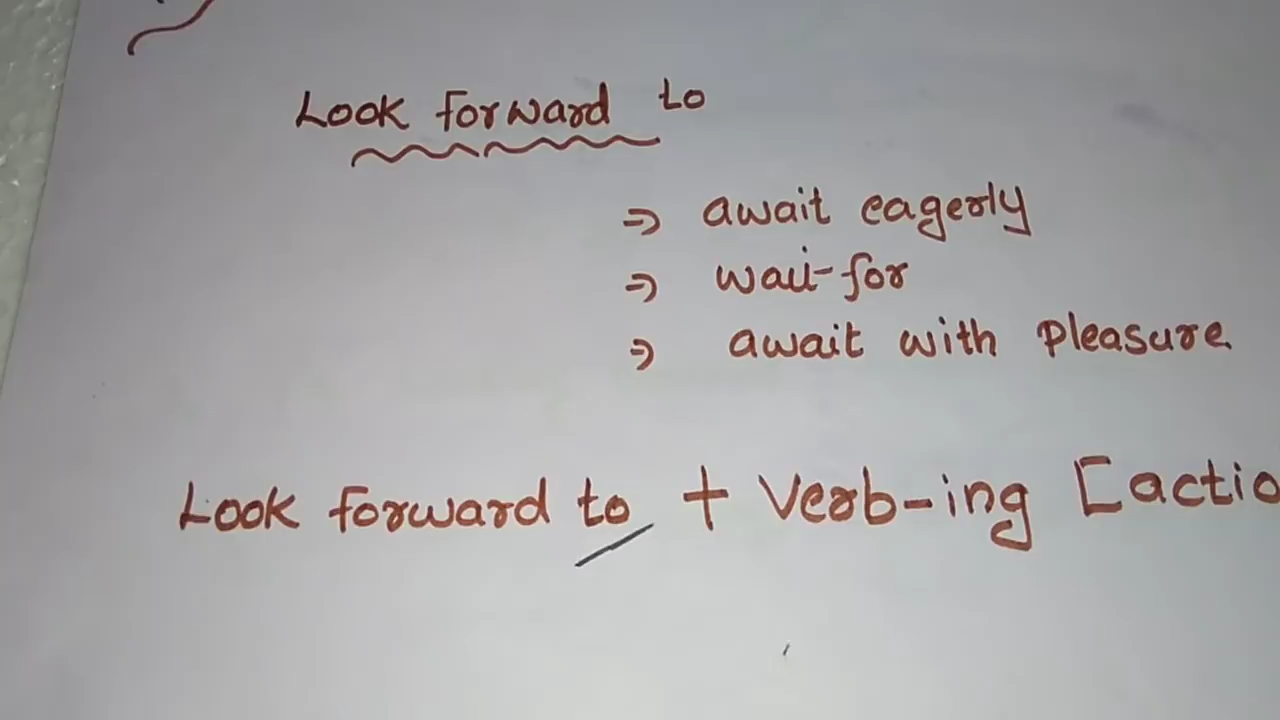 Look forward to
⇒ await eagerly
⇒ wait-for
⇒ await with pleasure
Look forward to + Verb-ing [actio